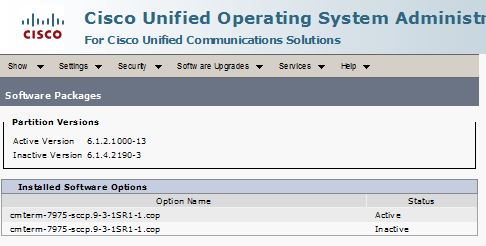 CISCO
Cisco Unified Operating System Administr
For Cisco Unified Communications Solutions
Show Settings Security Software Upgrades Services Help
Software Packages
Partition Versions
Active Version 6.1.2.1000-13
Inactive Version 6.1.4.2190-3
Installed Software Options
Option Name Status
cmterm-7975-sccp.9-3-1SR1-1.cop Active
cmterm-7975-sccp.9-3-1SR1-1.cop Inactive